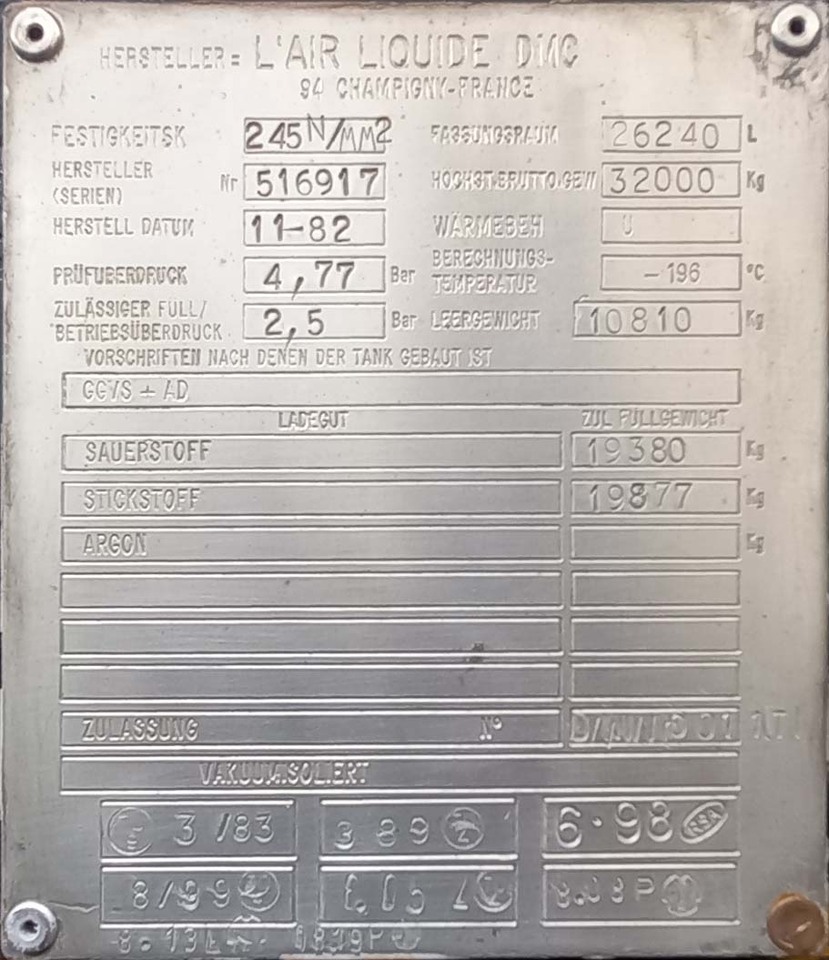 HERSTELLER = L'AIR LIQUIDE DMC
94 CHAMPIGNY-FRANCE
FESTIGKEITSK 245N/MM2 FASSUNGSRAUM 26240 L
HERSTELLER (SERIEN) Nr 516917 HÖCHST.BRUTTO.GEW 32000 Kg
HERSTELL DATUM 11-82 WÄRMEBEH U
PRÜFÜBERDRUCK 4,77 Bar BERECHNUNGS-TEMPERATUR -196 °C
ZULÄSSIGER FÜLL/ BETRIEBSÜBERDRUCK 2,5 Bar LEERGEWICHT 10810 Kg
VORSCHRIFTEN NACH DENEN DER TANK GEBAUT IST
GGVS + AD
LADEGUT ZUL FÜLLGEWICHT
SAUERSTOFF 19380 Kg
STICKSTOFF 19877 Kg
ARGON Kg
ZULASSUNG N°
VAKUUMISOLIERT
3/83 3 89 6·98
8/99